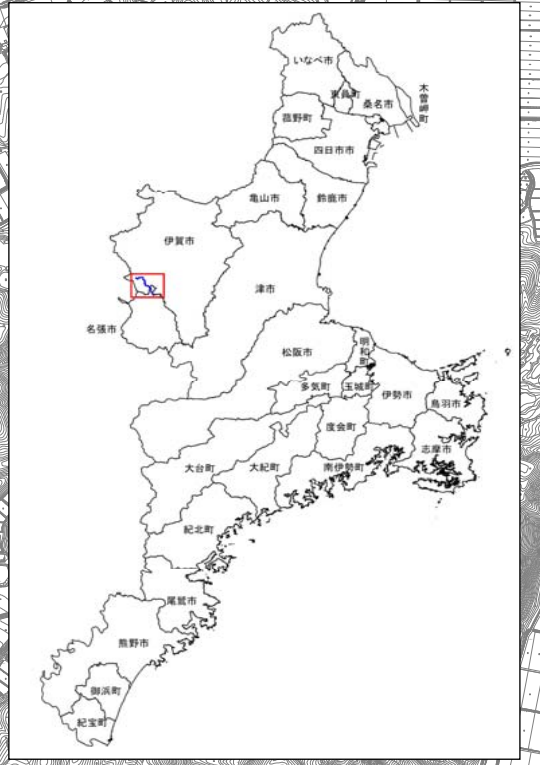 いなべ市
東員町
桑名市
木曽岬町
菰野町
四日市市
亀山市
鈴鹿市
伊賀市
津市
名張市
松阪市
明和町
多気町
玉城町
伊勢市
鳥羽市
度会町
志摩市
大台町
大紀町
南伊勢町
紀北町
尾鷲市
熊野市
御浜町
紀宝町